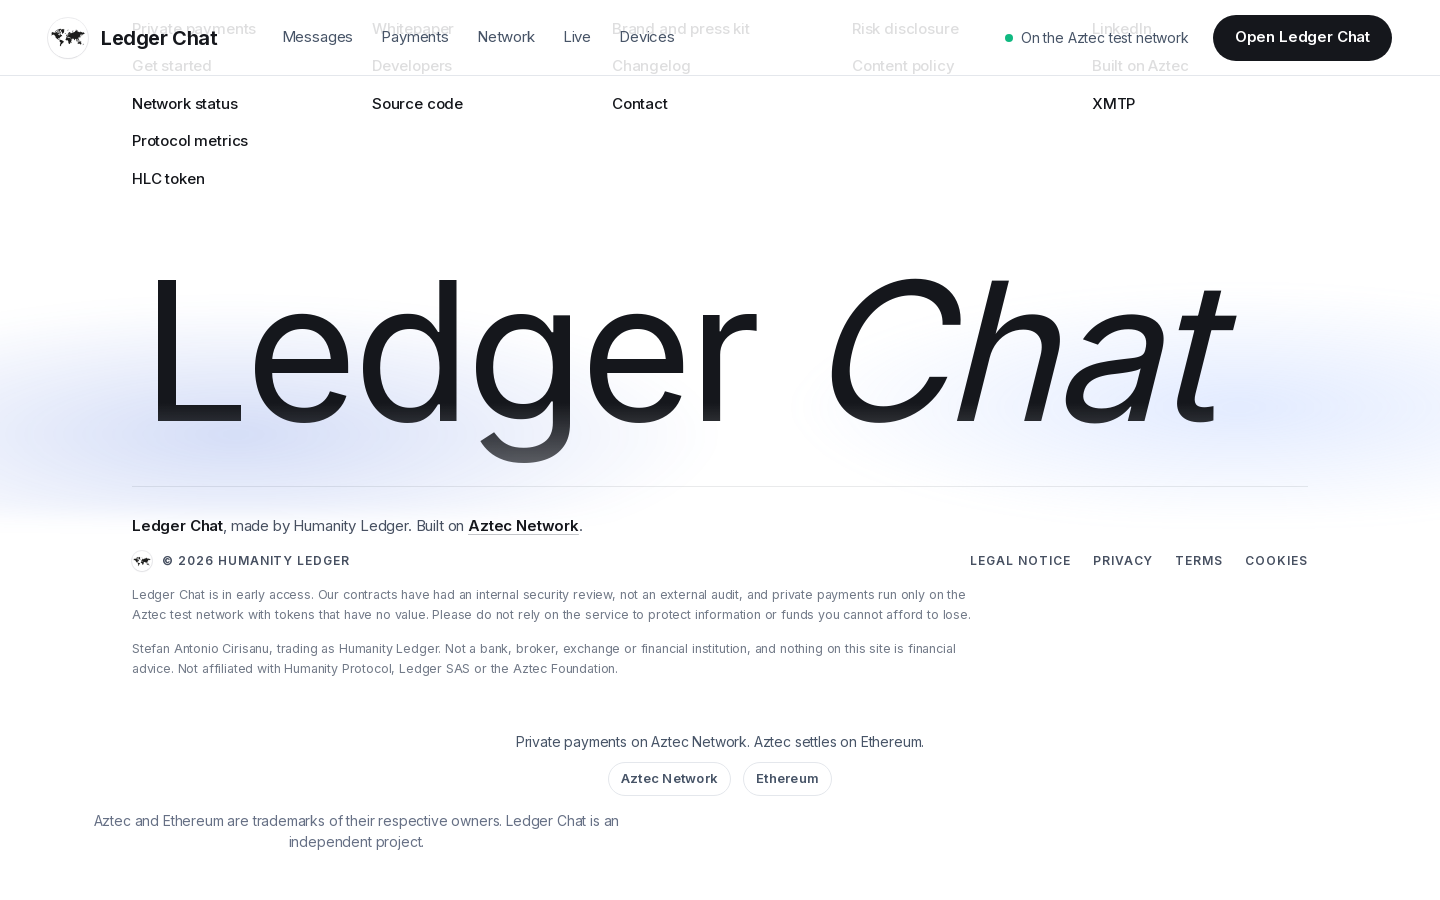 Ledger Chat
Messages
Payments
Network
Live
Devices
On the Aztec test network
Open Ledger Chat
Private payments
Whitepaper
Brand and press kit
Risk disclosure
LinkedIn
Get started
Developers
Changelog
Content policy
Built on Aztec
Network status
Source code
Contact
XMTP
Protocol metrics
HLC token
Ledger Chat
Ledger Chat, made by Humanity Ledger. Built on Aztec Network.
© 2026 HUMANITY LEDGER
LEGAL NOTICE
PRIVACY
TERMS
COOKIES
Ledger Chat is in early access. Our contracts have had an internal security review, not an external audit, and private payments run only on the
Aztec test network with tokens that have no value. Please do not rely on the service to protect information or funds you cannot afford to lose.
Stefan Antonio Cirisanu, trading as Humanity Ledger. Not a bank, broker, exchange or financial institution, and nothing on this site is financial
advice. Not affiliated with Humanity Protocol, Ledger SAS or the Aztec Foundation.
Private payments on Aztec Network. Aztec settles on Ethereum.
Aztec Network
Ethereum
Aztec and Ethereum are trademarks of their respective owners. Ledger Chat is an
independent project.